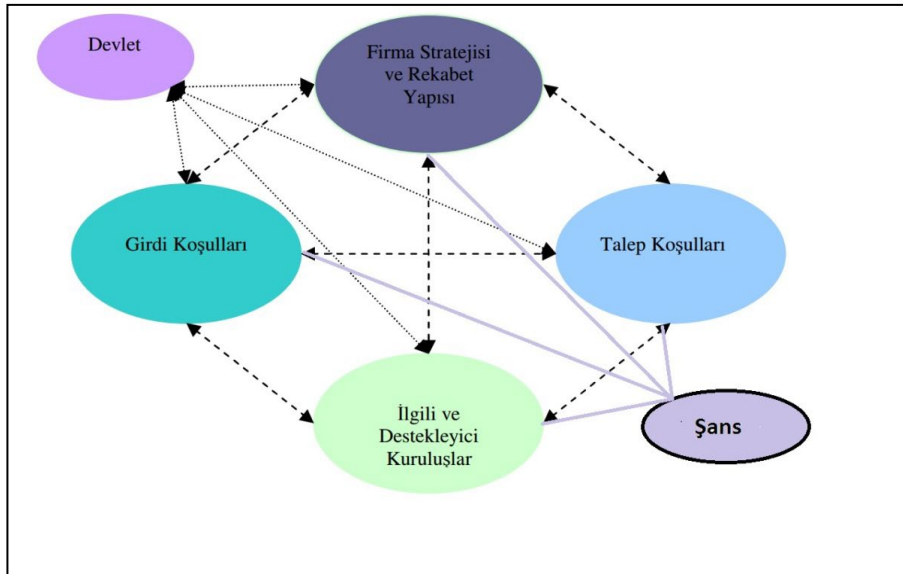 Devlet
Firma Stratejisi
ve Rekabet
Yapısı
Girdi Koşulları
Talep Koşulları
İlgili ve
Destekleyici
Kuruluşlar
Şans